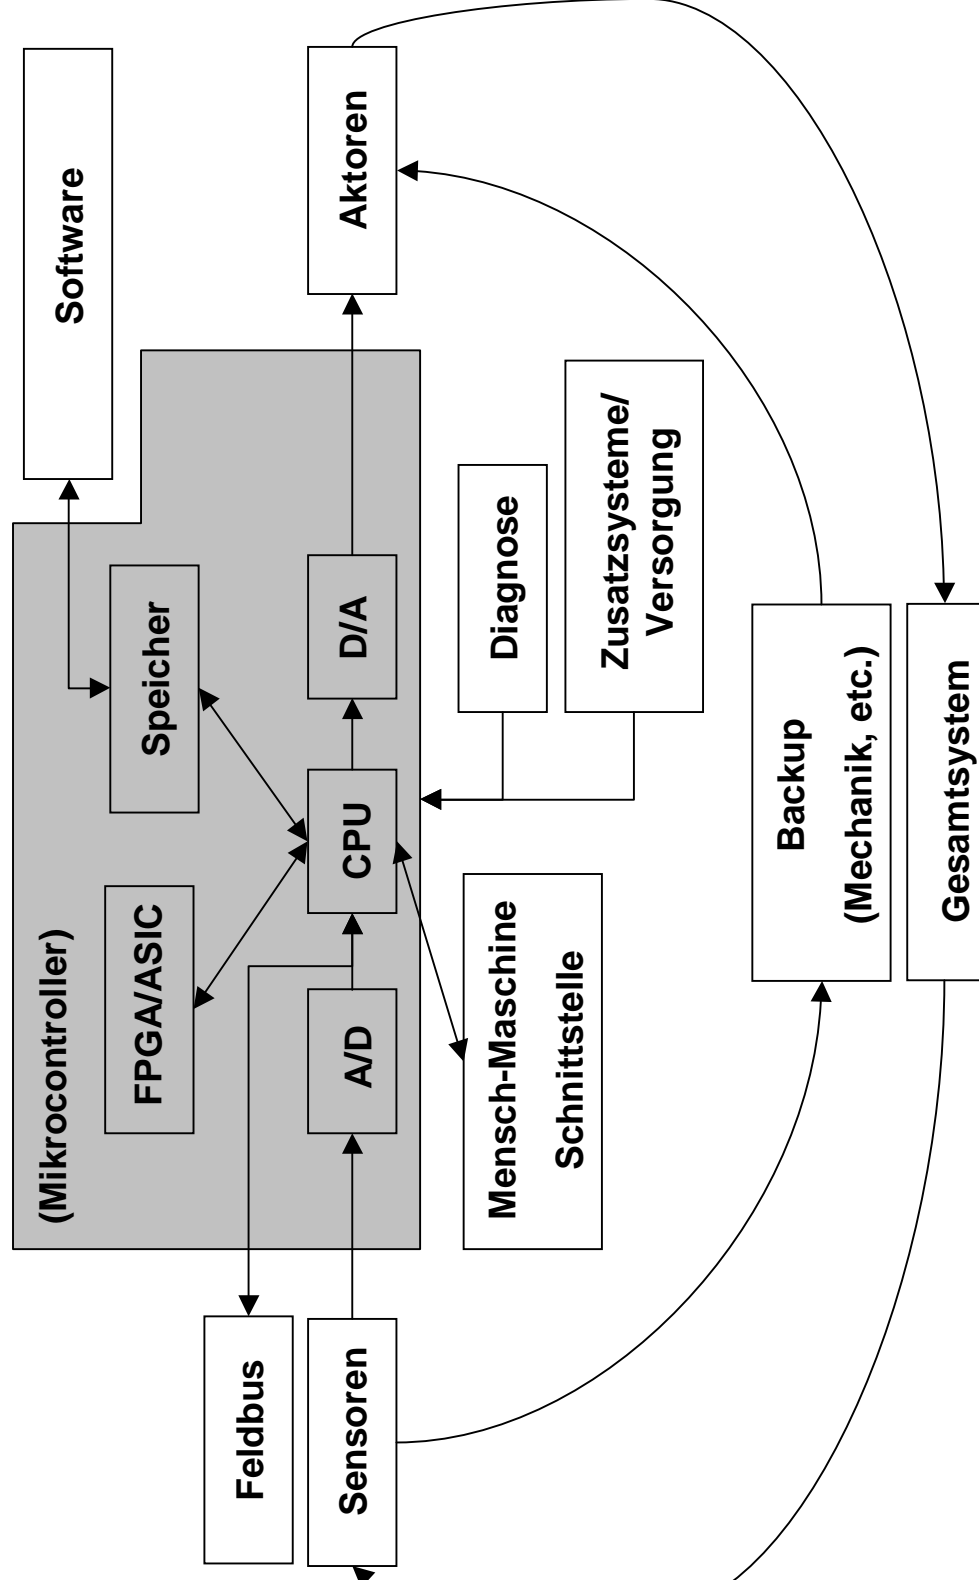 (Mikrocontroller)
Software
FPGA/ASIC
Speicher
Feldbus
Sensoren
A/D
CPU
D/A
Aktoren
Mensch-Maschine
Schnittstelle
Diagnose
Zusatzsysteme/
Versorgung
Backup
(Mechanik, etc.)
Gesamtsystem